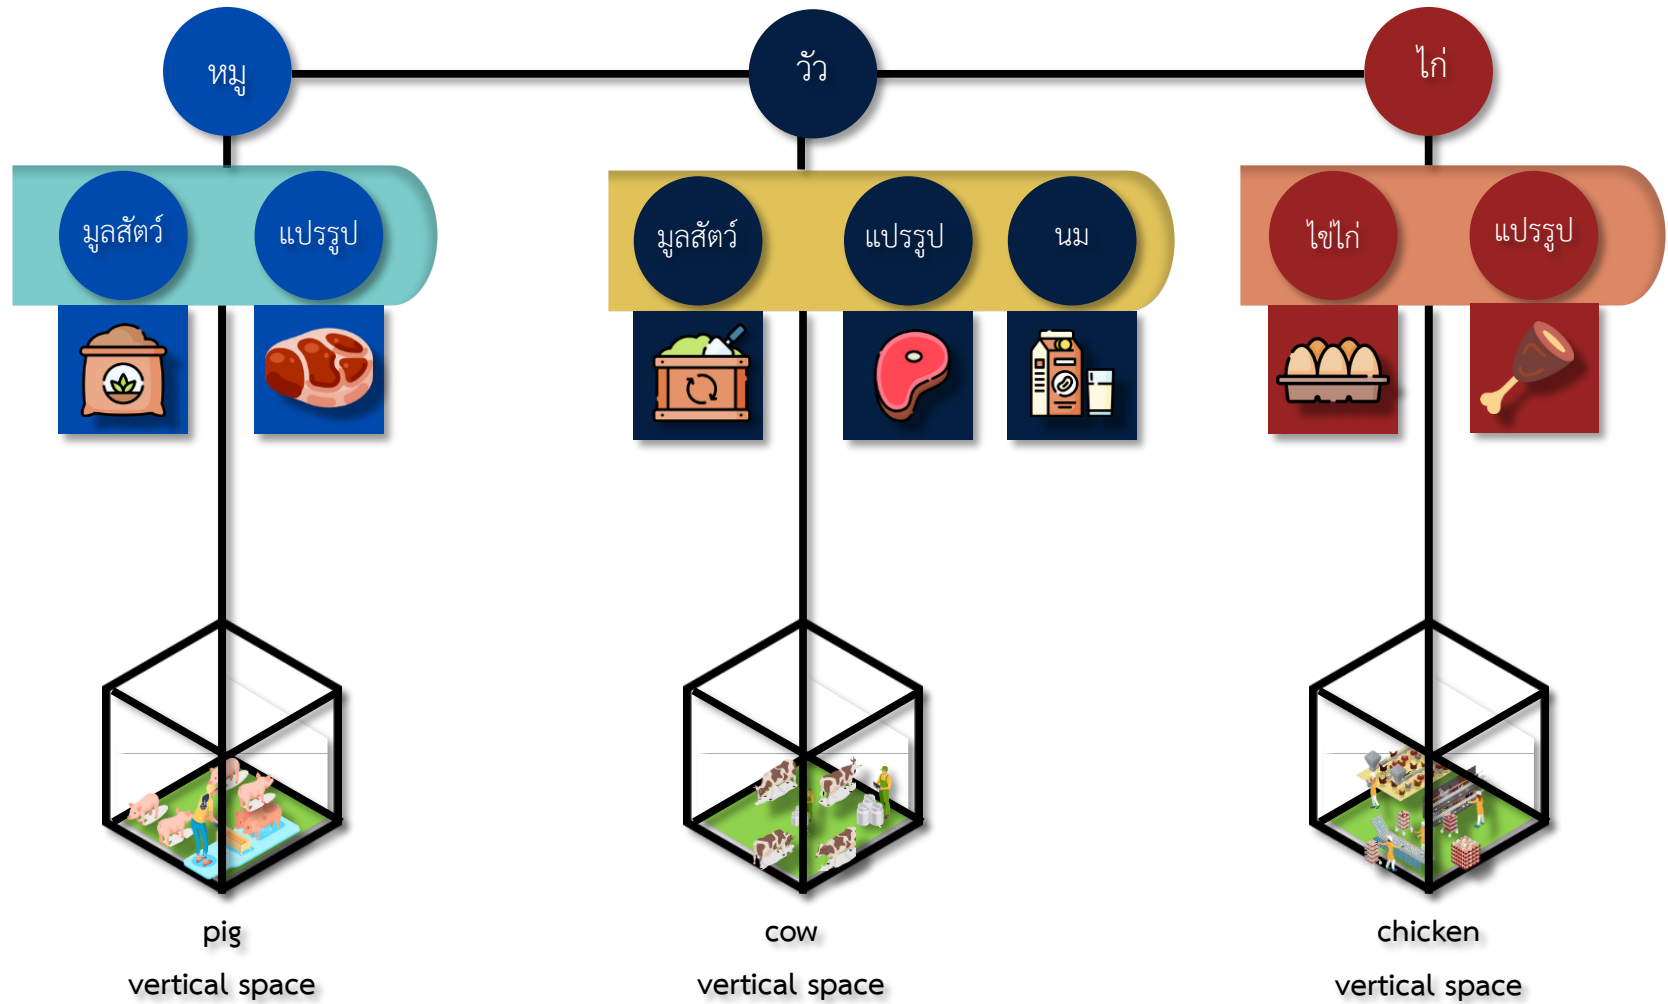 หมู
วัว
ไก่
มูลสัตว์
แปรรูป
มูลสัตว์
แปรรูป
นม
ไข่ไก่
แปรรูป
pig
vertical space
cow
vertical space
chicken
vertical space